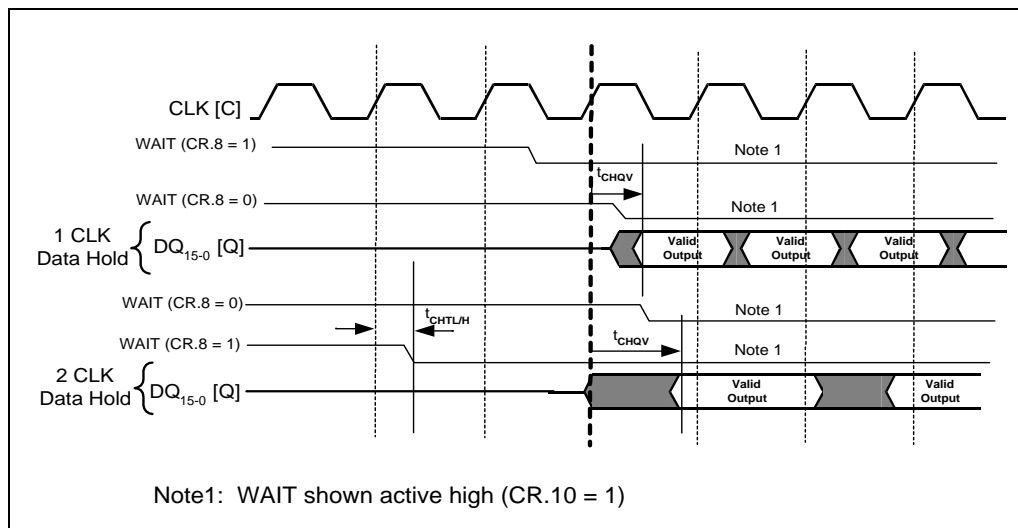 CLK [C]
WAIT (CR.8 = 1)
Note 1
tCHQV
WAIT (CR.8 = 0)
Note 1
1 CLK
Data Hold
DQ15-0 [Q]
Valid
Output
Valid
Output
Valid
Output
WAIT (CR.8 = 0)
Note 1
tCHTL/H
tCHQV
WAIT (CR.8 = 1)
Note 1
2 CLK
Data Hold
DQ15-0 [Q]
Valid
Output
Valid
Output
Note1: WAIT shown active high (CR.10 = 1)